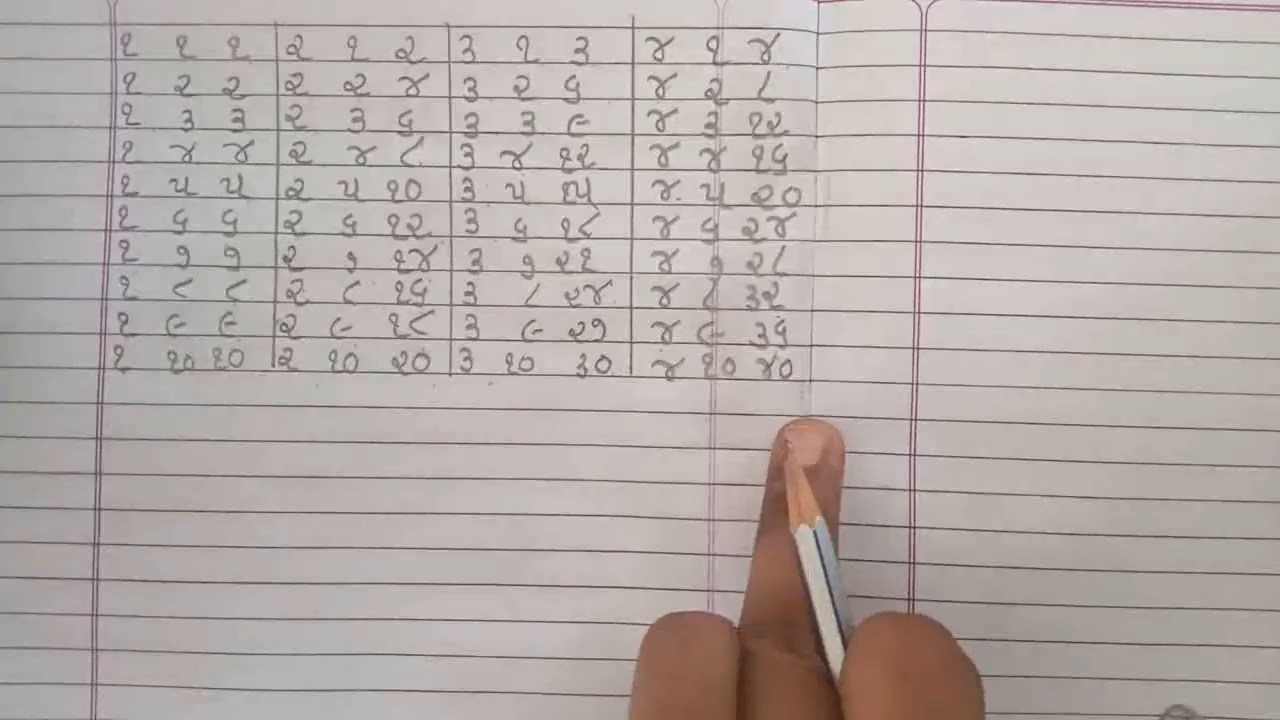 ૧ ૧ ૧ ૨ ૧ ૨ ૩ ૧ ૩ ૪ ૧ ૪
૧ ૨ ૨ ૨ ૨ ૪ ૩ ૨ ૬ ૪ ૨ ૮
૧ ૩ ૩ ૨ ૩ ૬ ૩ ૩ ૯ ૪ ૩ ૧૨
૧ ૪ ૪ ૨ ૪ ૮ ૩ ૪ ૧૨ ૪ ૪ ૧૬
૧ ૫ ૫ ૨ ૫ ૧૦ ૩ ૫ ૧૫ ૪ ૫ ૨૦
૧ ૬ ૬ ૨ ૬ ૧૨ ૩ ૬ ૧૮ ૪ ૬ ૨૪
૧ ૭ ૭ ૨ ૭ ૧૪ ૩ ૭ ૨૧ ૪ ૭ ૨૮
૧ ૮ ૮ ૨ ૮ ૧૬ ૩ ૮ ૨૪ ૪ ૮ ૩૨
૧ ૯ ૯ ૨ ૯ ૧૮ ૩ ૯ ૨૭ ૪ ૯ ૩૬
૧ ૧૦ ૧૦ ૨ ૧૦ ૨૦ ૩ ૧૦ ૩૦ ૪ ૧૦ ૪૦